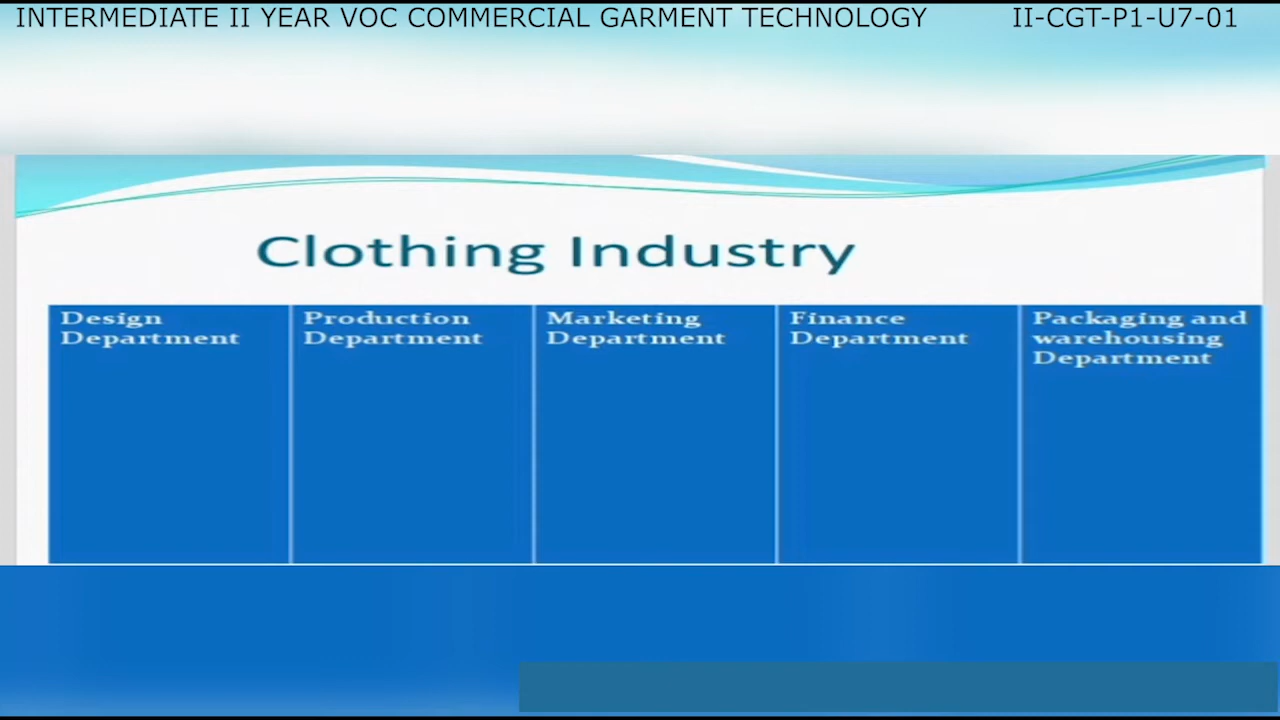 INTERMEDIATE II YEAR VOC COMMERCIAL GARMENT TECHNOLOGY II-CGT-P1-U7-01
Clothing Industry
Design
Department
Production
Department
Marketing
Department
Finance
Department
Packaging and
warehousing
Department